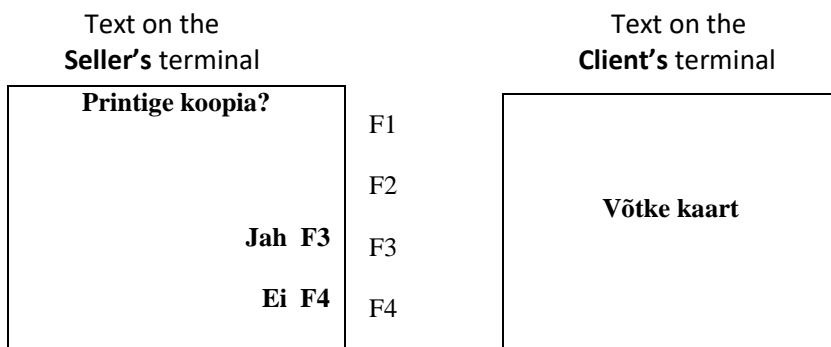 Text on the
Seller’s terminal
Printige koopia?
Jah F3
Ei F4
F1
F2
F3
F4
Text on the
Client’s terminal
Võtke kaart